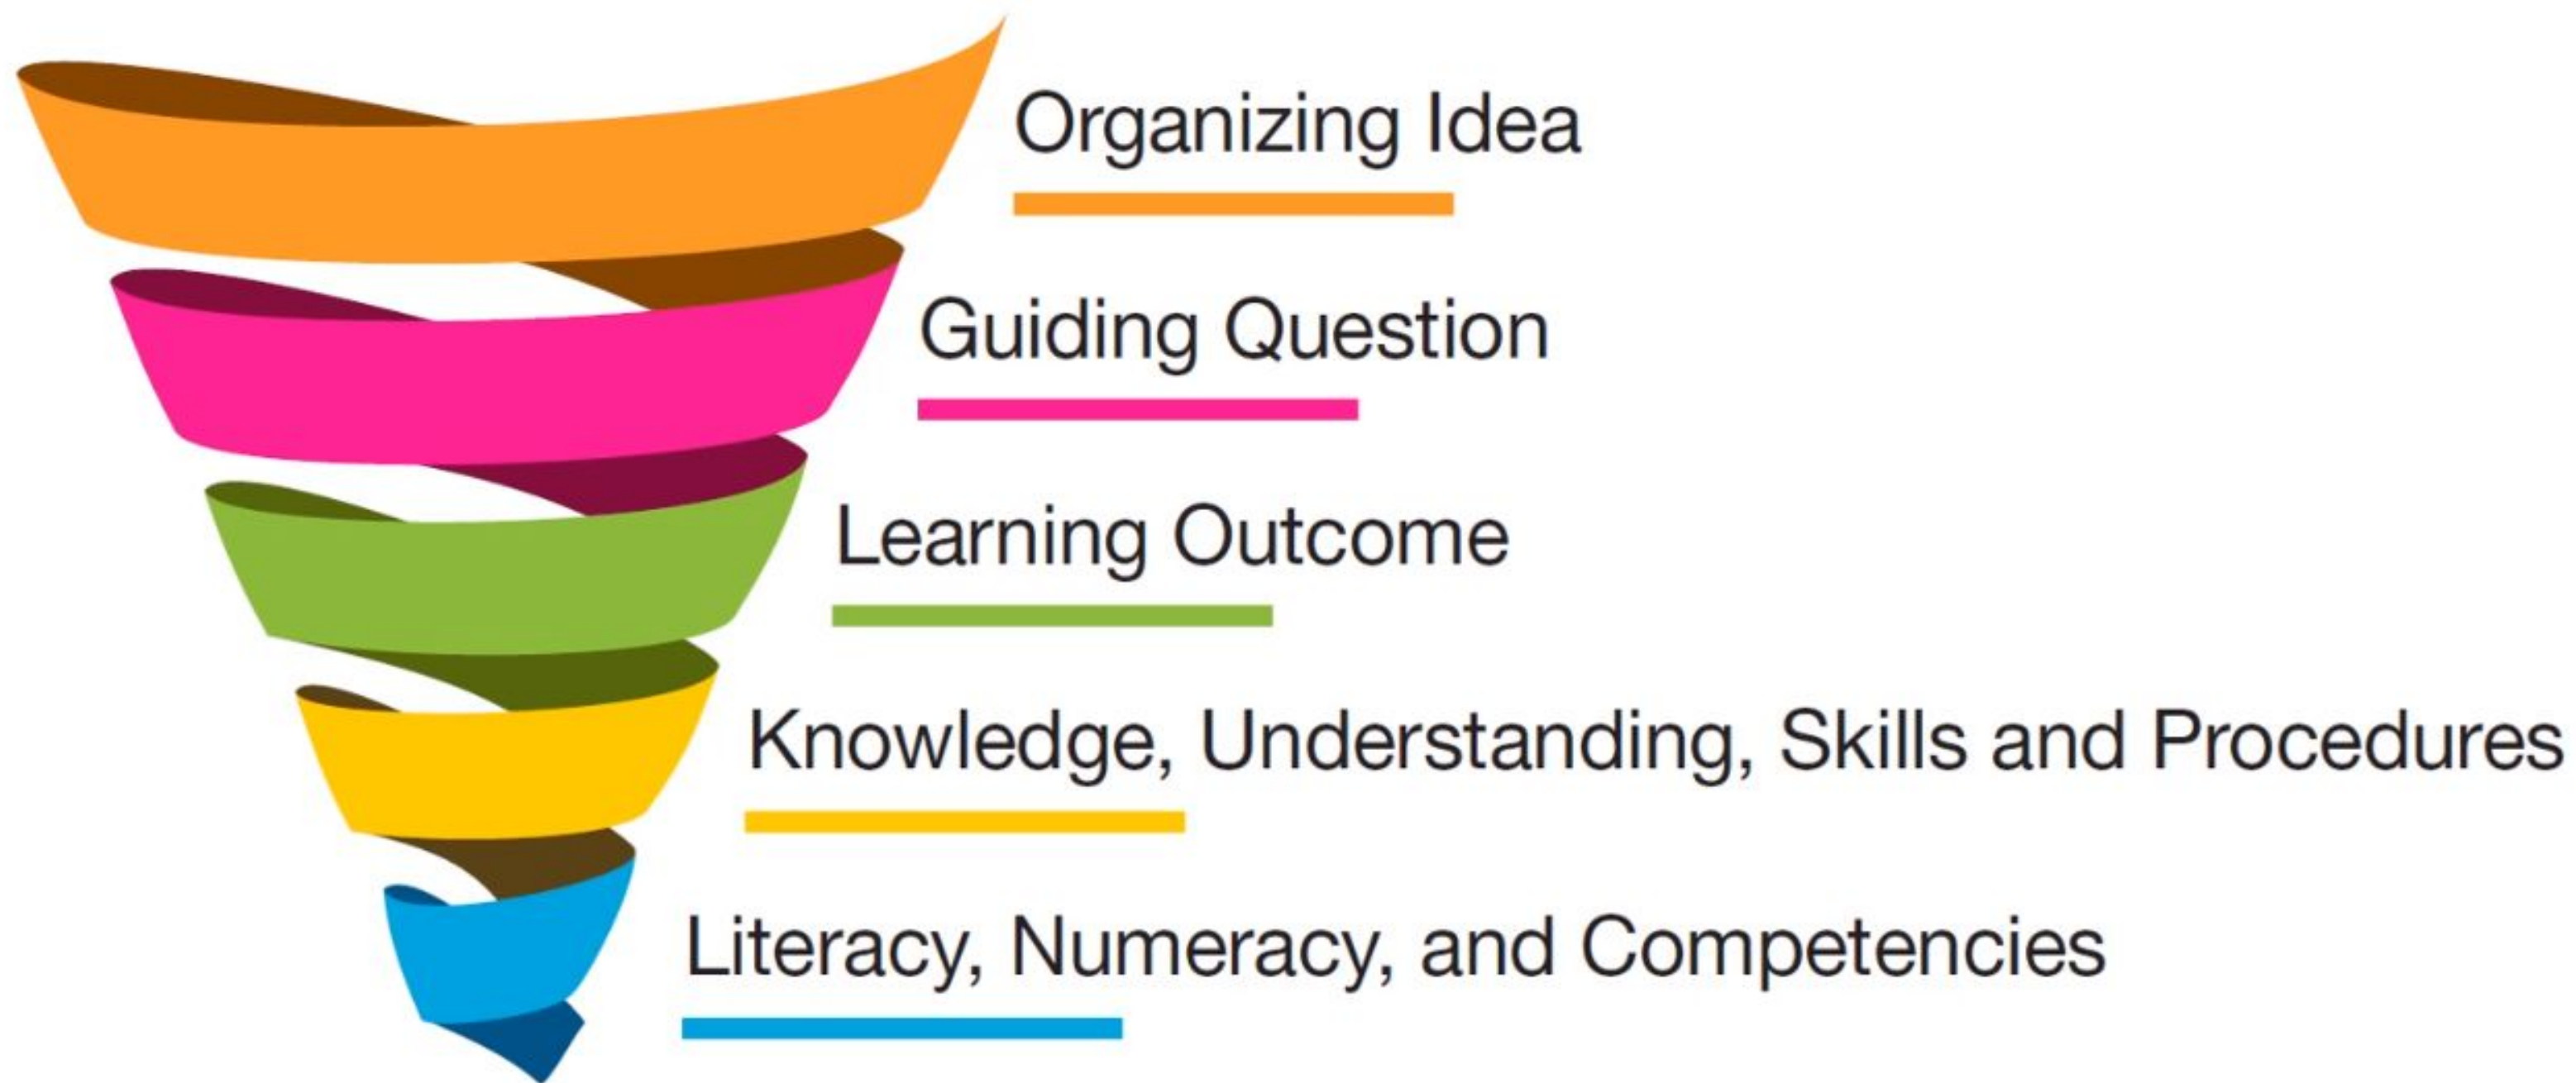 Organizing Idea
Guiding Question
Learning Outcome
Knowledge, Understanding, Skills and Procedures
Literacy, Numeracy, and Competencies